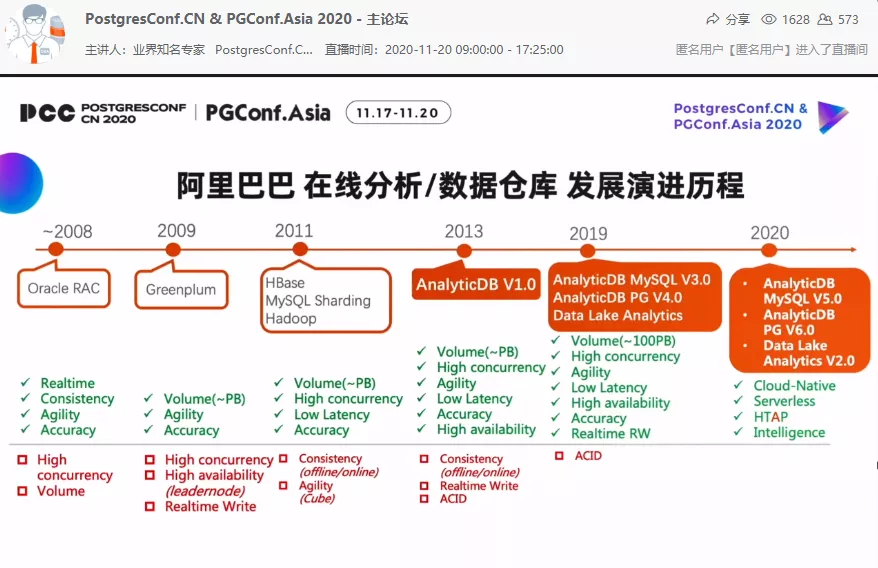 PostgresConf.CN & PGConf.Asia 2020 - 主论坛
分享 1628 573
主讲人：业界知名专家 PostgresConf.C... 直播时间：2020-11-20 09:00:00 - 17:25:00
匿名用户【匿名用户】进入了直播间
PCC POSTGRESCONF CN 2020 | PGConf.Asia 11.17-11.20
PostgresConf.CN &
PGConf.Asia 2020
阿里巴巴 在线分析/数据仓库 发展演进历程
~2008
Oracle RAC
Realtime
Consistency
Agility
Accuracy
High
concurrency
Volume
2009
Greenplum
Volume(~PB)
Agility
Accuracy
High concurrency
High availability
(leadernode)
Realtime Write
2011
HBase
MySQL Sharding
Hadoop
Volume(~PB)
High concurrency
Low Latency
Accuracy
Consistency
(offline/online)
Agility
(Cube)
2013
AnalyticDB V1.0
Volume(~PB)
High concurrency
Agility
Low Latency
Accuracy
High availability
Consistency
(offline/online)
Realtime Write
ACID
2019
AnalyticDB MySQL V3.0
AnalyticDB PG V4.0
Data Lake Analytics
Volume(~100PB)
High concurrency
Agility
Low Latency
High availability
Accuracy
Realtime RW
ACID
2020
• AnalyticDB
MySQL V5.0
• AnalyticDB
PG V6.0
• Data Lake
Analytics V2.0
Cloud-Native
Serverless
HTAP
Intelligence